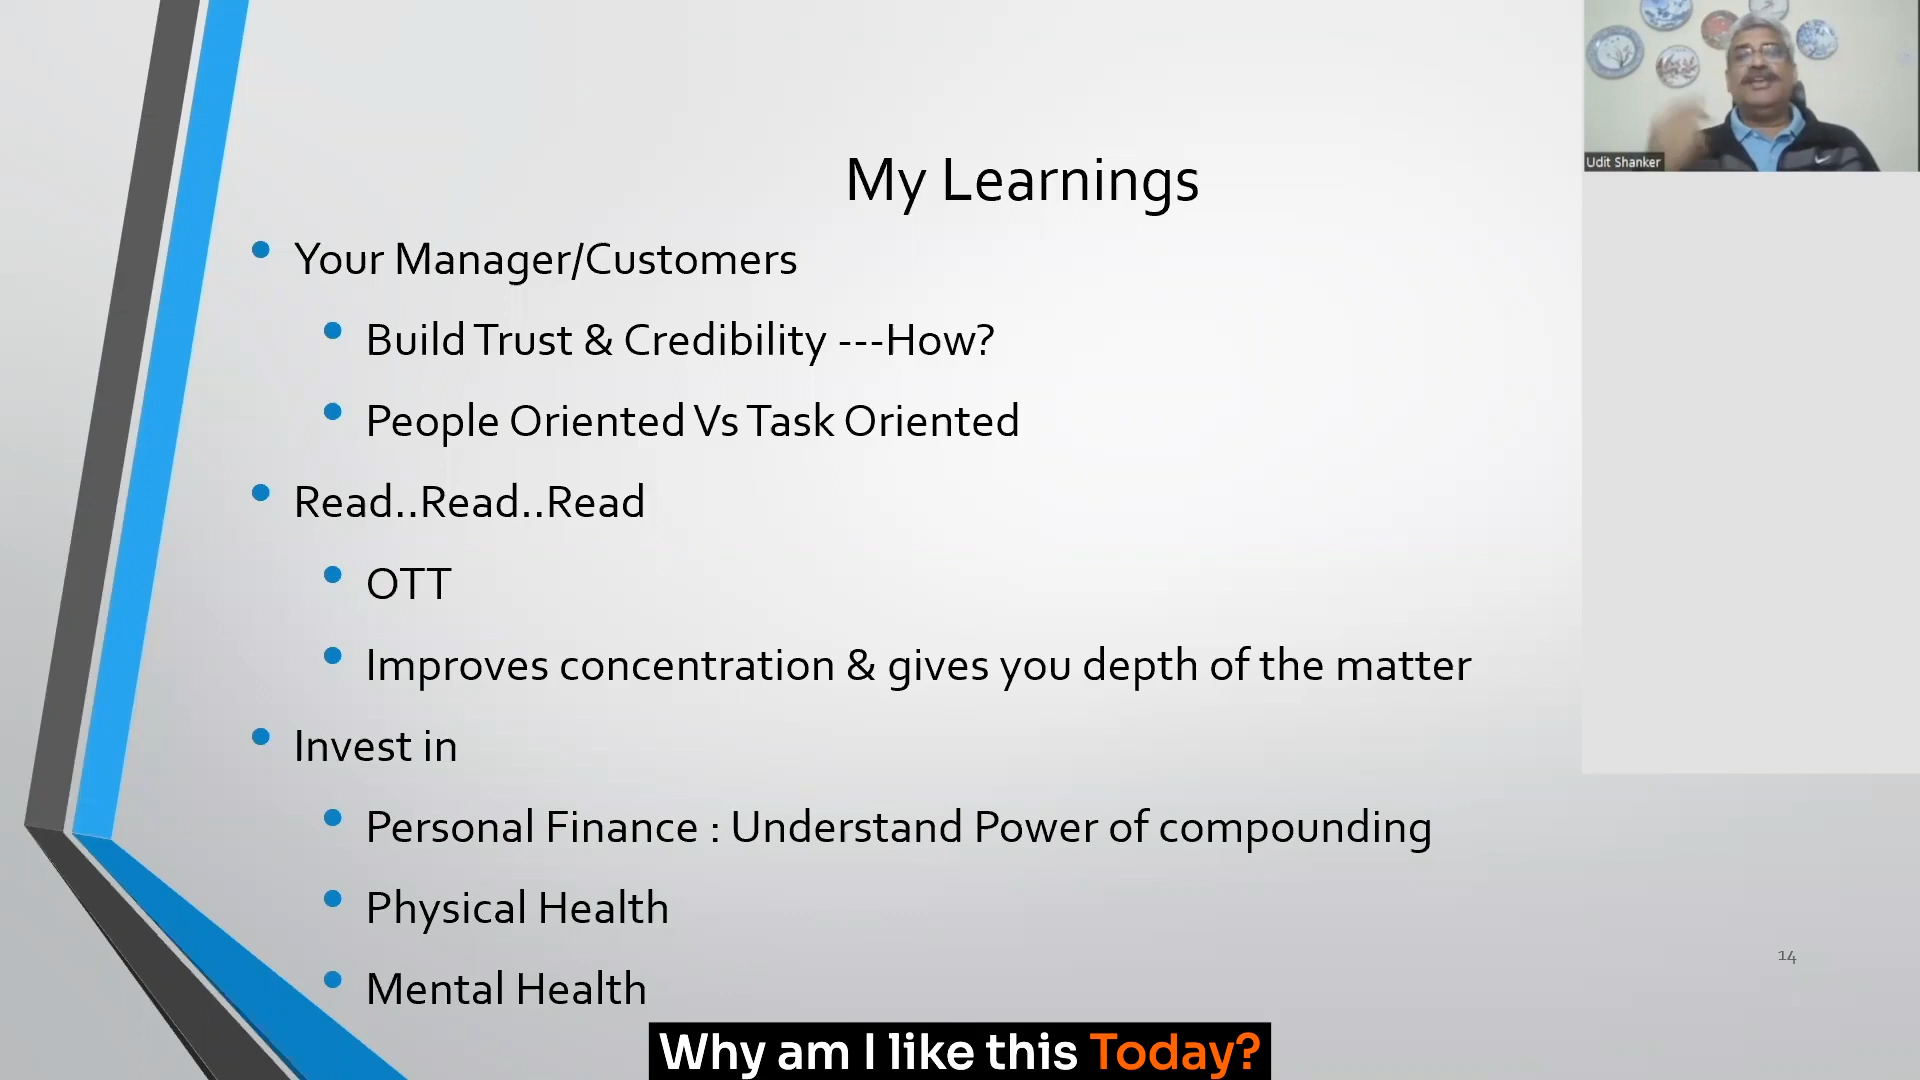 Udit Shanker
My Learnings
Your Manager/Customers
Build Trust & Credibility ---How?
People Oriented Vs Task Oriented
Read..Read..Read
OTT
Improves concentration & gives you depth of the matter
Invest in
Personal Finance : Understand Power of compounding
Physical Health
Mental Health
14
Why am I like this Today?